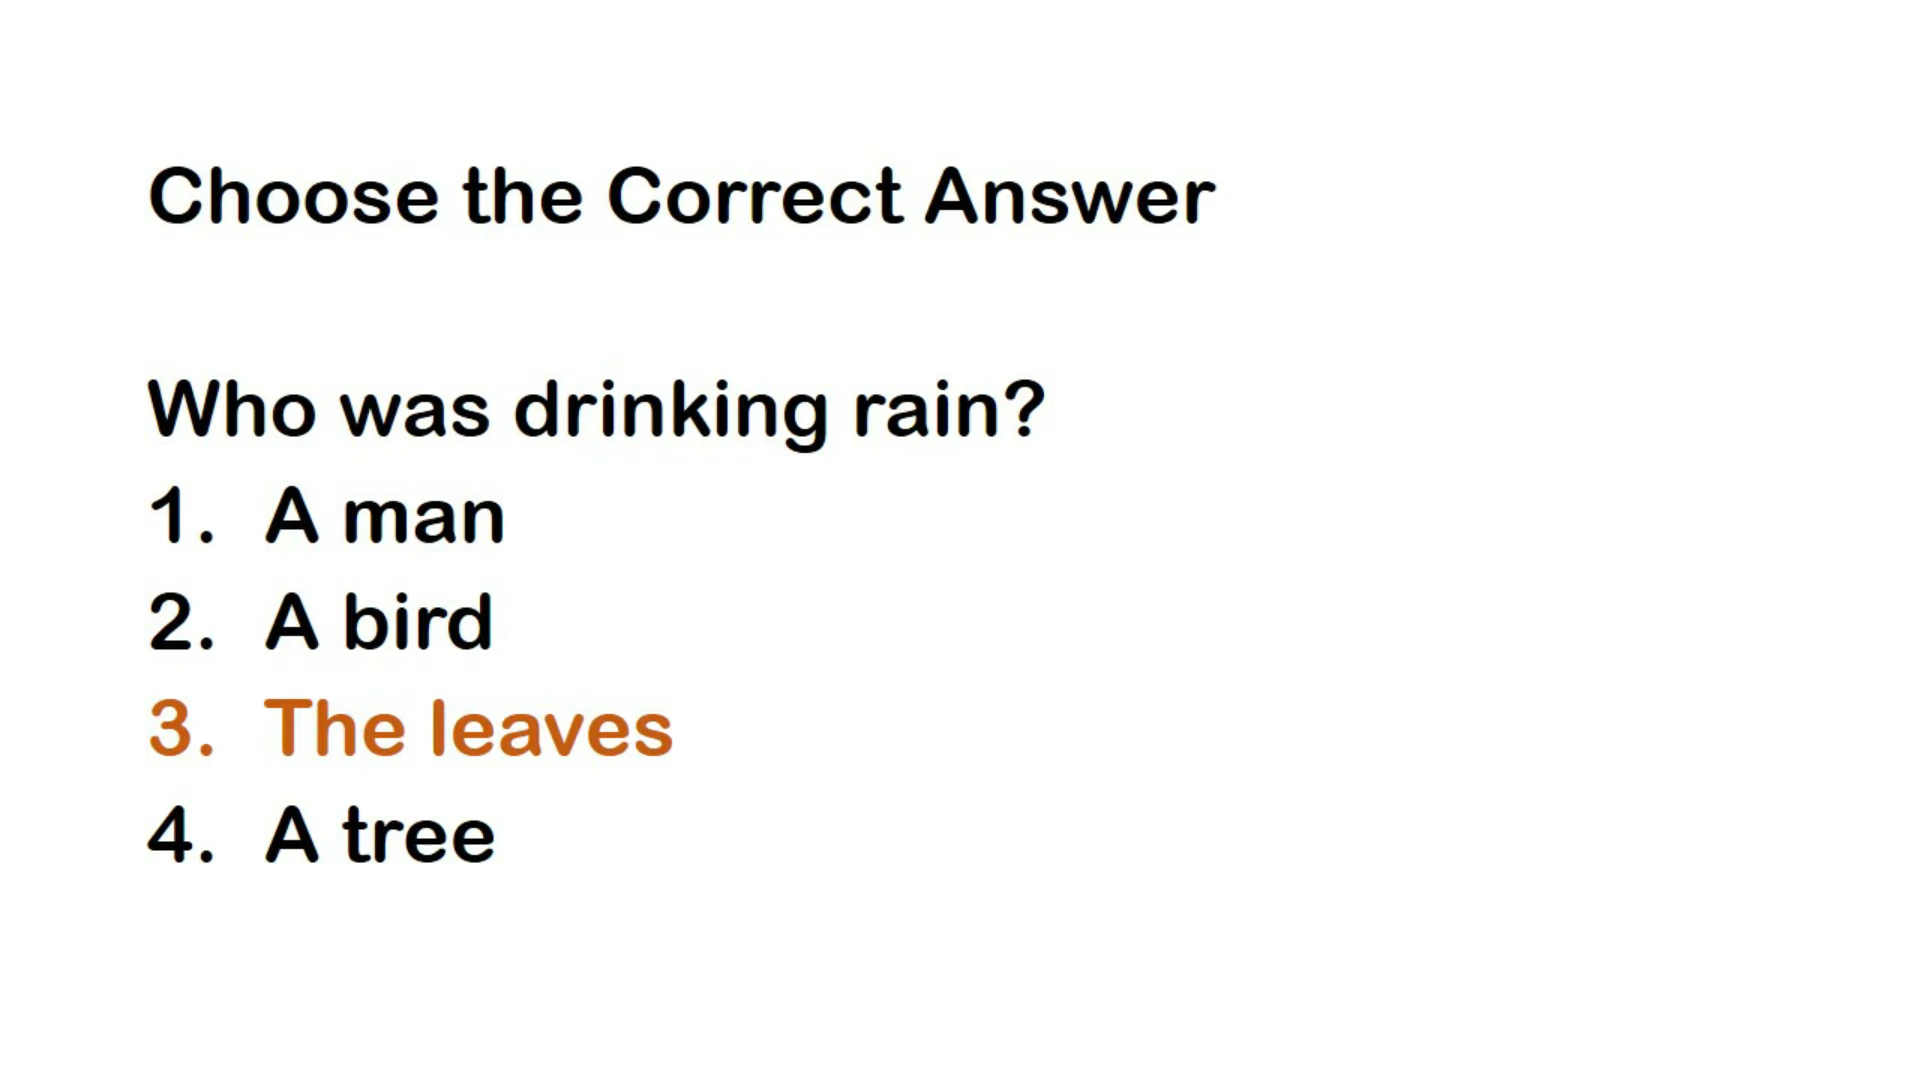 Choose the Correct Answer
Who was drinking rain?
1. A man
2. A bird
3. The leaves
4. A tree